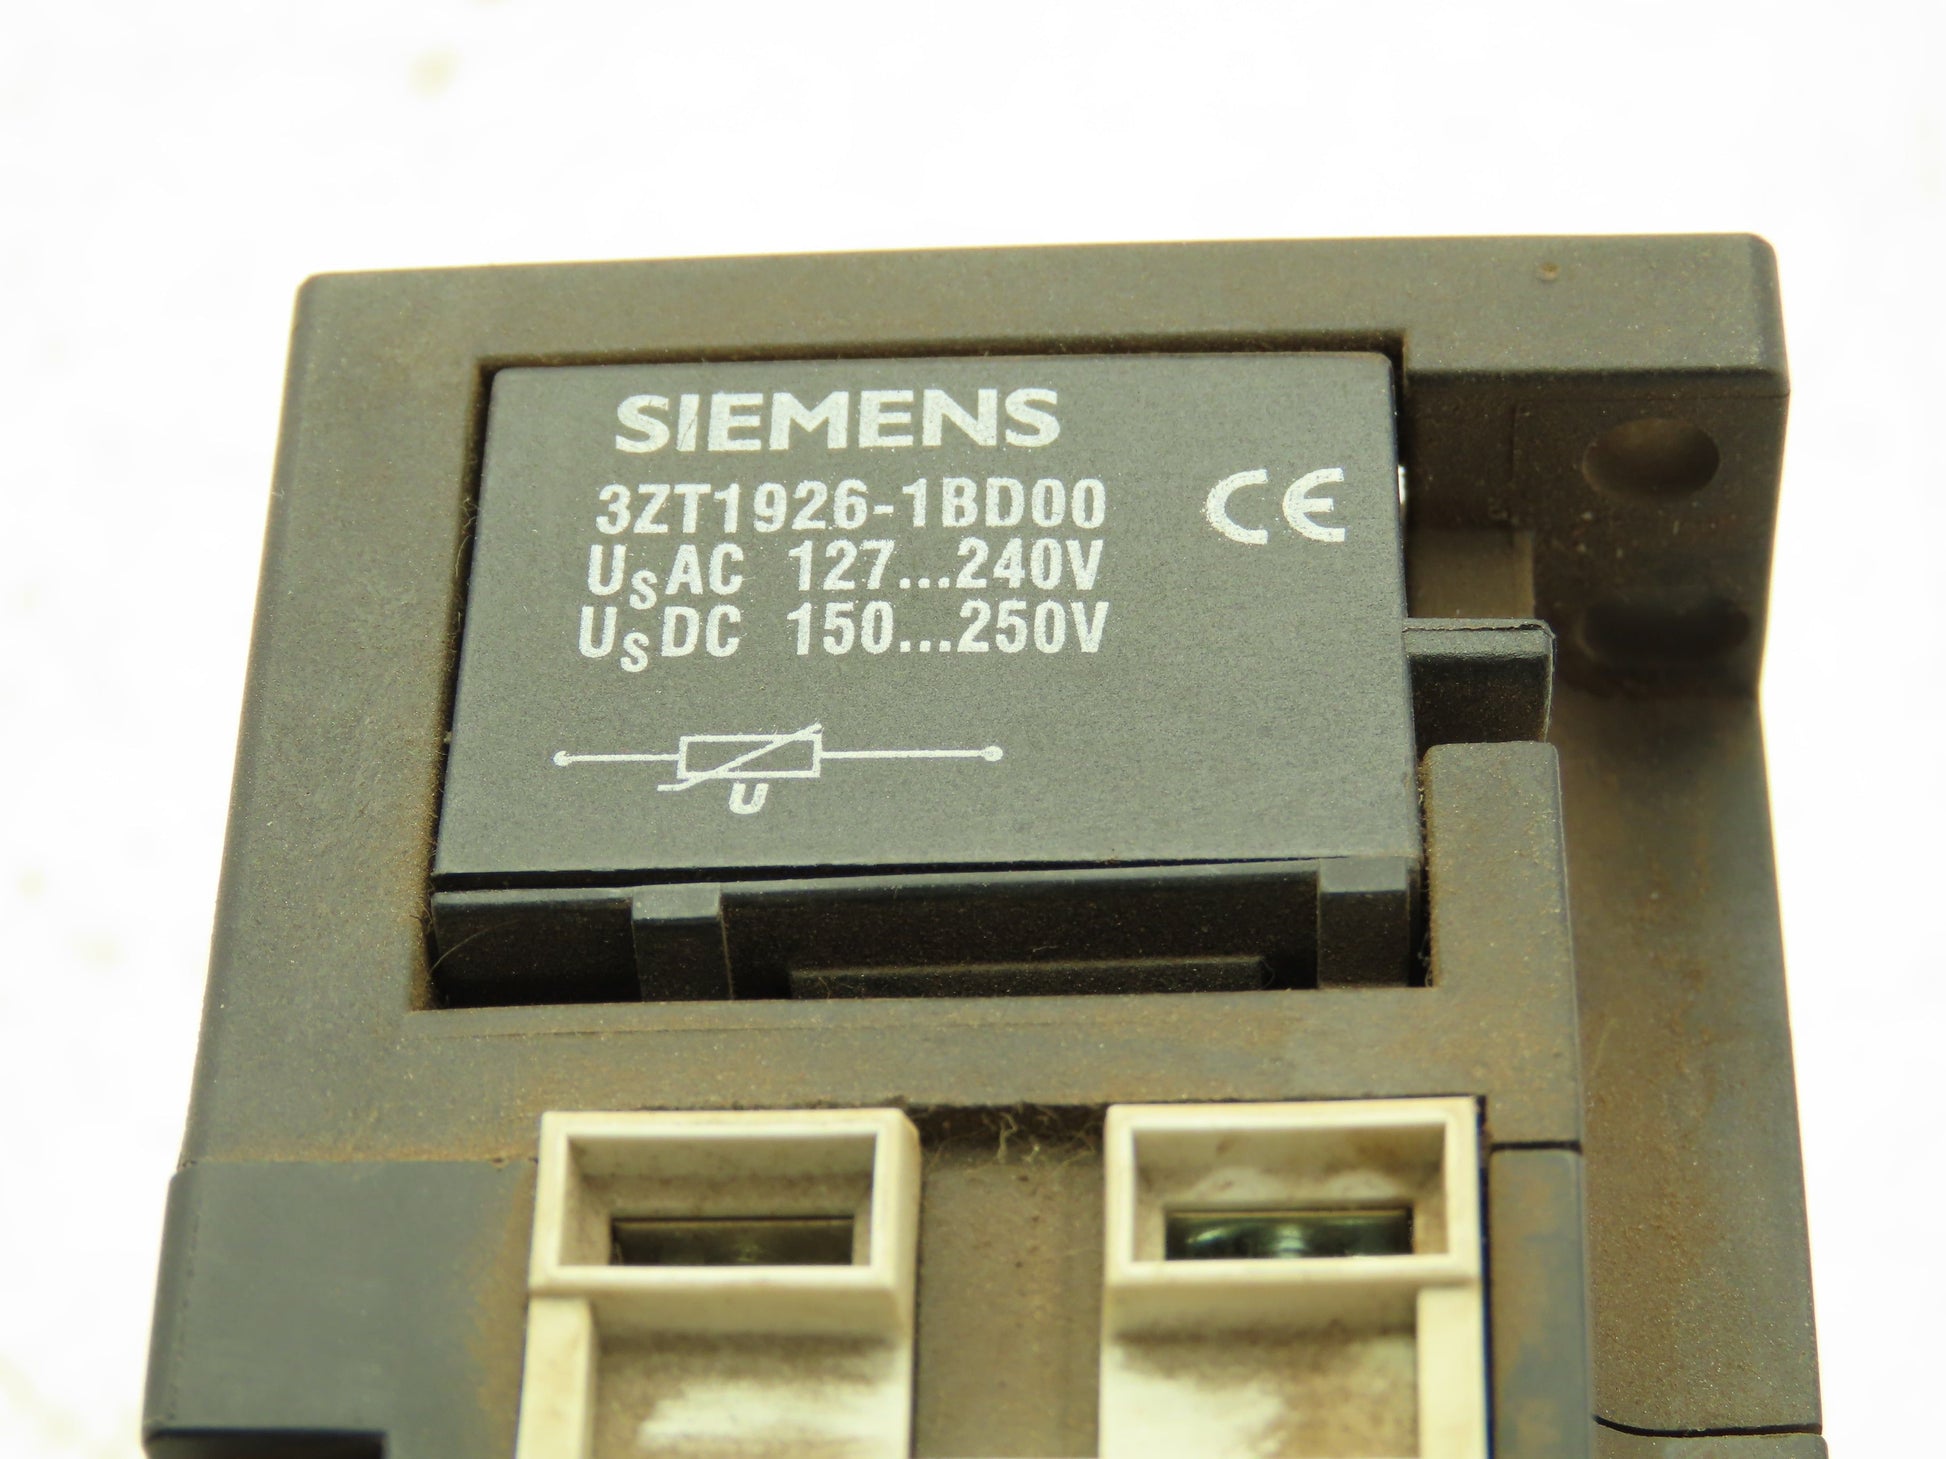 SIEMENS
3ZT1926-1BD00
CE
UsAC 127...240V
UsDC 150...250V
U